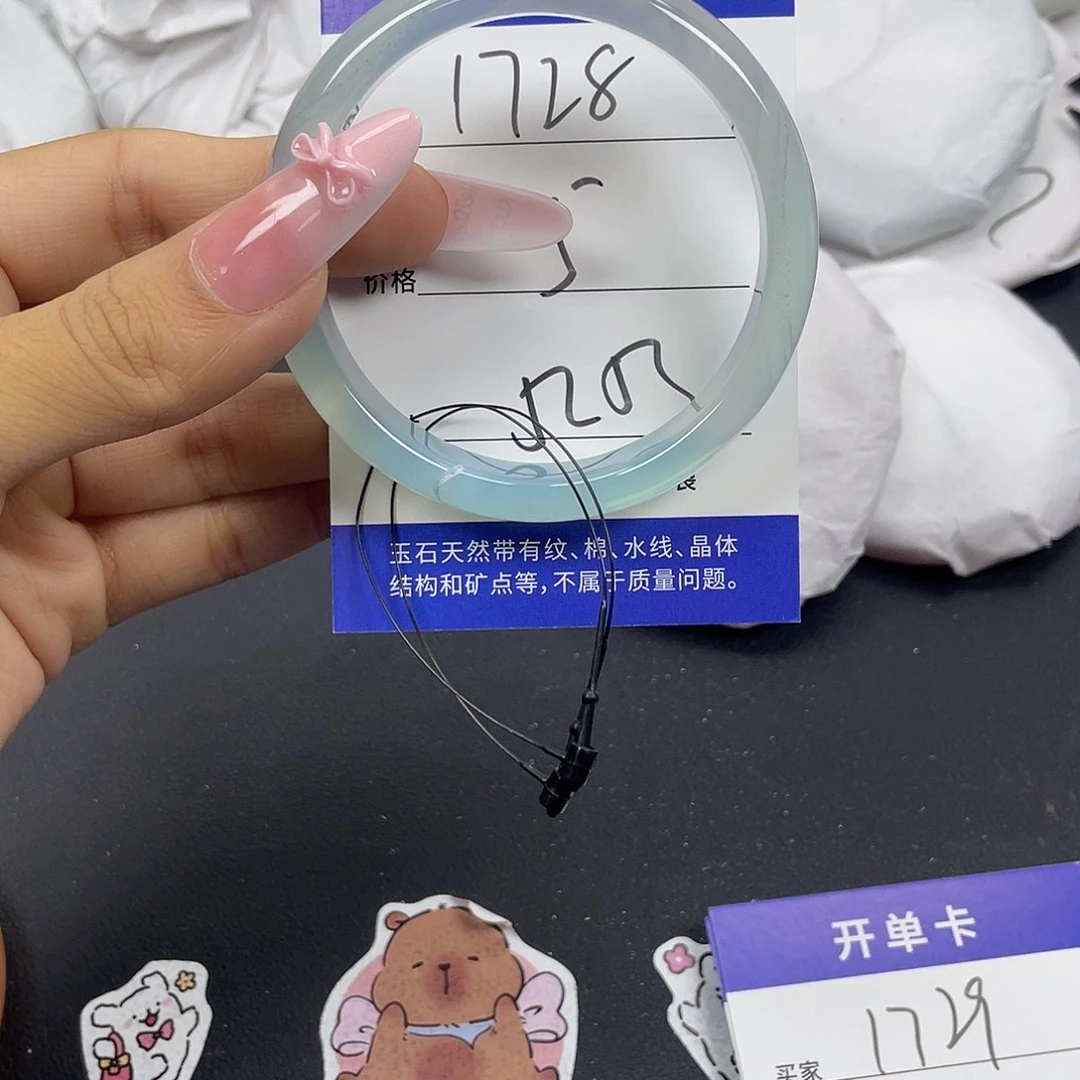 1728
价格
玉石天然带有纹、棉、水线、晶体
结构和矿点等,不属于质量问题。
开单卡
买家
1729